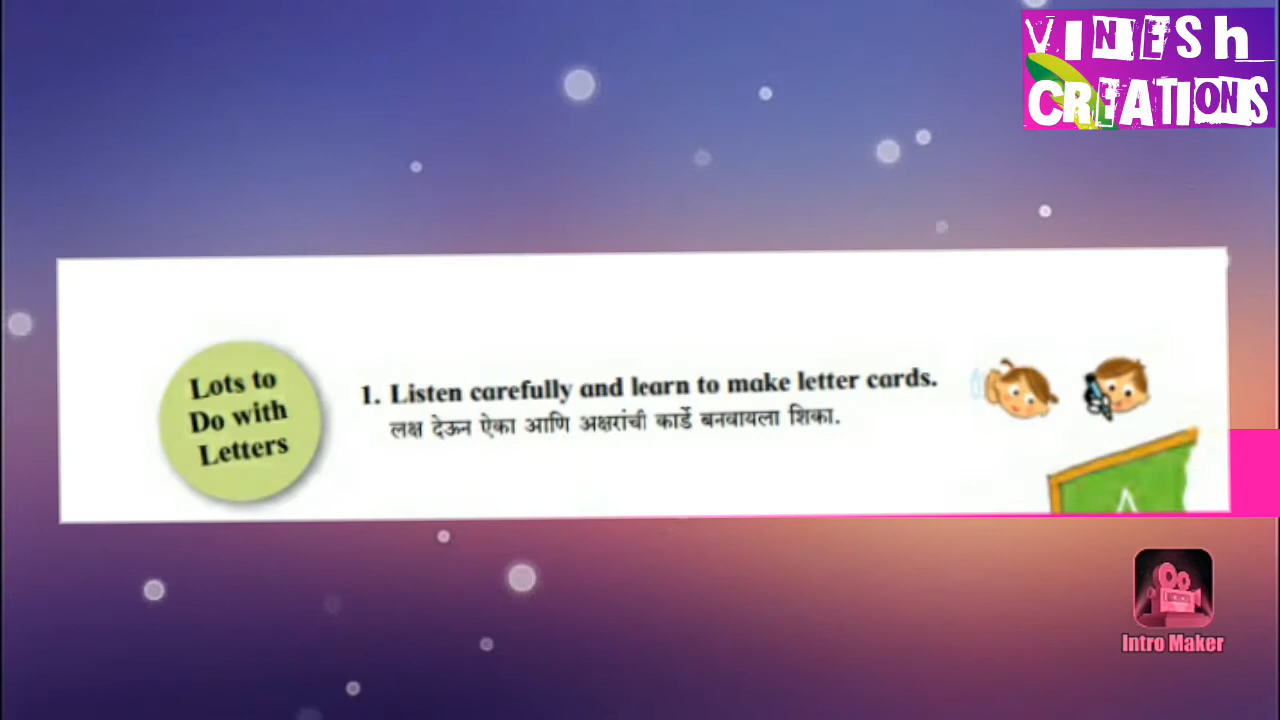 VINESh
CREATIONS
Lots to
Do with
Letters
1. Listen carefully and learn to make letter cards.
लक्ष देऊन ऐका आणि अक्षरांची कार्डे बनवायला शिका.
A
Intro Maker